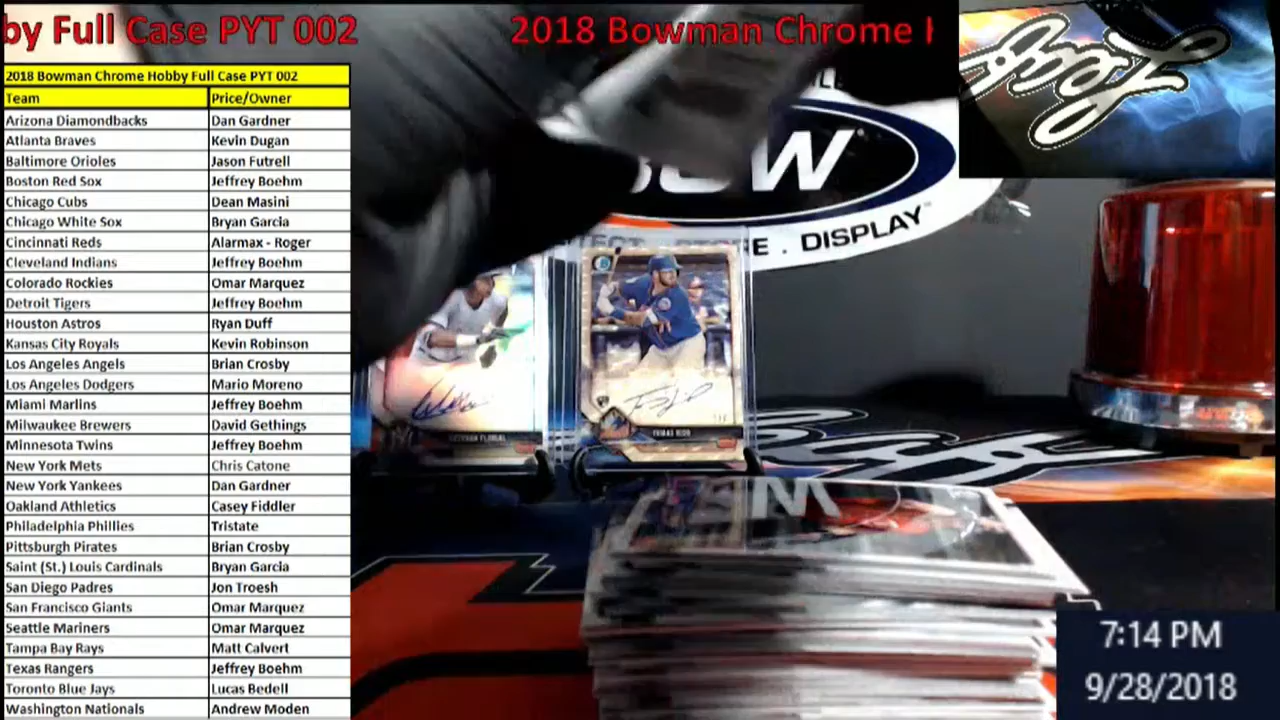 by Full Case PYT 002
2018 Bowman Chrome
2018 Bowman Chrome Hobby Full Case PYT 002
Team Price/Owner
Arizona Diamondbacks Dan Gardner
Atlanta Braves Kevin Dugan
Baltimore Orioles Jason Futrell
Boston Red Sox Jeffrey Boehm
Chicago Cubs Dean Masini
Chicago White Sox Bryan Garcia
Cincinnati Reds Alarmax - Roger
Cleveland Indians Jeffrey Boehm
Colorado Rockies Omar Marquez
Detroit Tigers Jeffrey Boehm
Houston Astros Ryan Duff
Kansas City Royals Kevin Robinson
Los Angeles Angels Brian Crosby
Los Angeles Dodgers Mario Moreno
Miami Marlins Jeffrey Boehm
Milwaukee Brewers David Gethings
Minnesota Twins Jeffrey Boehm
New York Mets Chris Catone
New York Yankees Dan Gardner
Oakland Athletics Casey Fiddler
Philadelphia Phillies Tristate
Pittsburgh Pirates Brian Crosby
Saint (St.) Louis Cardinals Bryan Garcia
San Diego Padres Jon Troesh
San Francisco Giants Omar Marquez
Seattle Mariners Omar Marquez
Tampa Bay Rays Matt Calvert
Texas Rangers Jeffrey Boehm
Toronto Blue Jays Lucas Bedell
Washington Nationals Andrew Moden
. DISPLAY
7:14 PM
9/28/2018